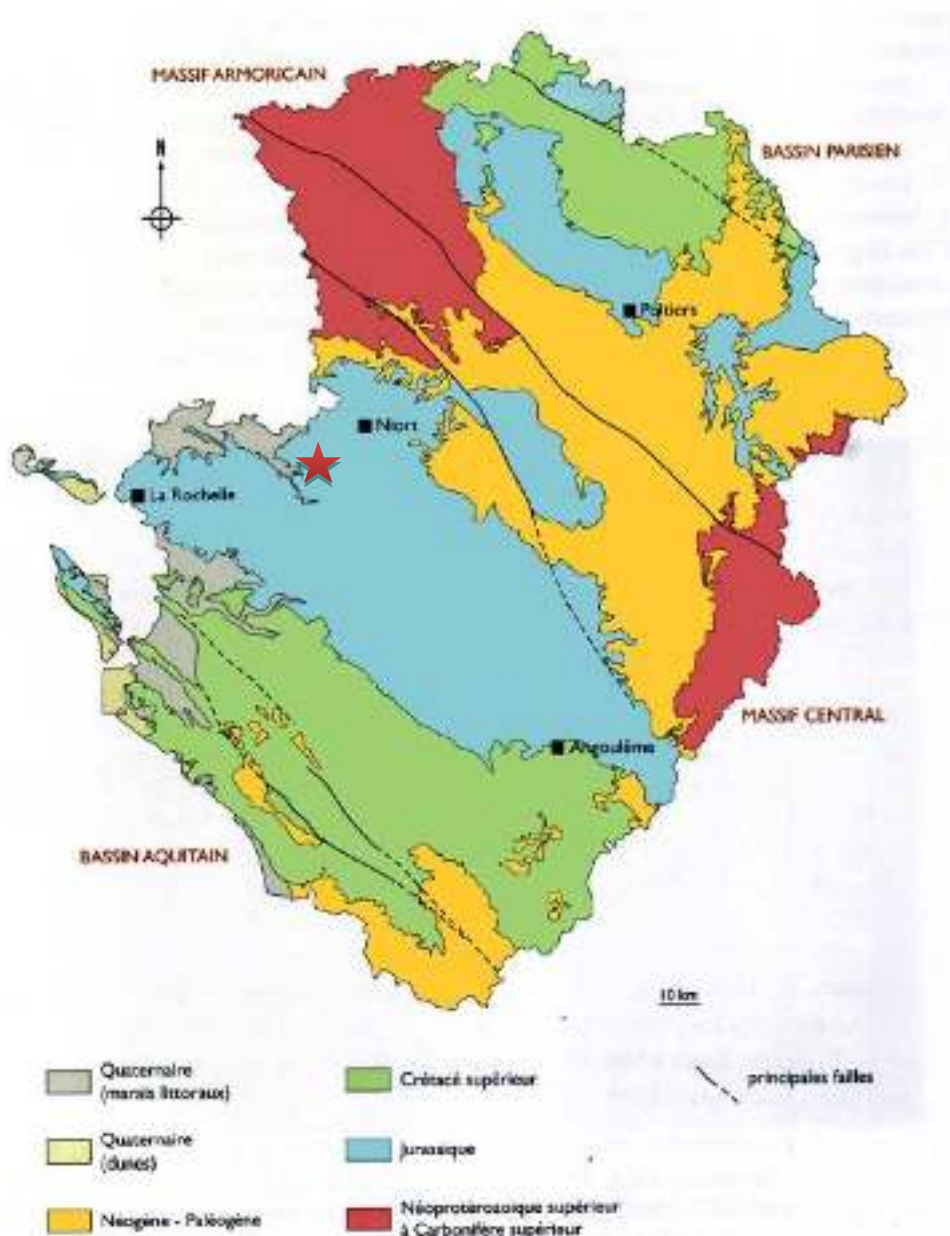 MASSIF ARMORICAIN
N
BASSIN PARISIEN
Poitiers
Niort
La Rochelle
MASSIF CENTRAL
Angoulême
BASSIN AQUITAIN
10 km
Quaternaire
(marais littoraux)
Crétacé supérieur
principales failles
Quaternaire
(dunes)
Jurassique
Néogène - Paléogène
Néoprotérozoïque supérieur
à Carbonifère supérieur